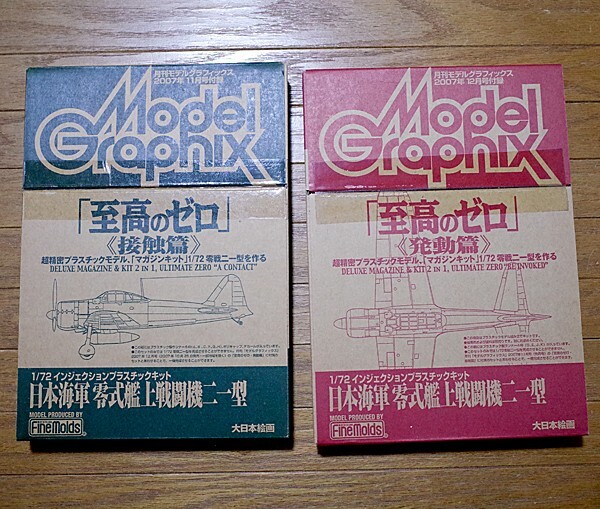 月刊モデルグラフィックス
2007年 11月号付録
Model
Graphix
「至高のゼロ」
《接触篇》
超精密プラスチックモデル、「マガジンキット」1/72 零戦二一型を作る
DELUXE MAGAZINE & KIT 2 IN 1, ULTIMATE ZERO "A CONTACT"
1/72 インジェクションプラスチックキット
日本海軍 零式艦上戦闘機二一型
MODEL PRODUCED BY
FineMolds
大日本絵画
月刊モデルグラフィックス
2007年 12月号付録
Model
Graphix
「至高のゼロ」
《発動篇》
超精密プラスチックモデル、「マガジンキット」1/72 零戦二一型を作る
DELUXE MAGAZINE & KIT 2 IN 1, ULTIMATE ZERO "BE INVOKED"
1/72 インジェクションプラスチックキット
日本海軍 零式艦上戦闘機二一型
MODEL PRODUCED BY
FineMolds
大日本絵画